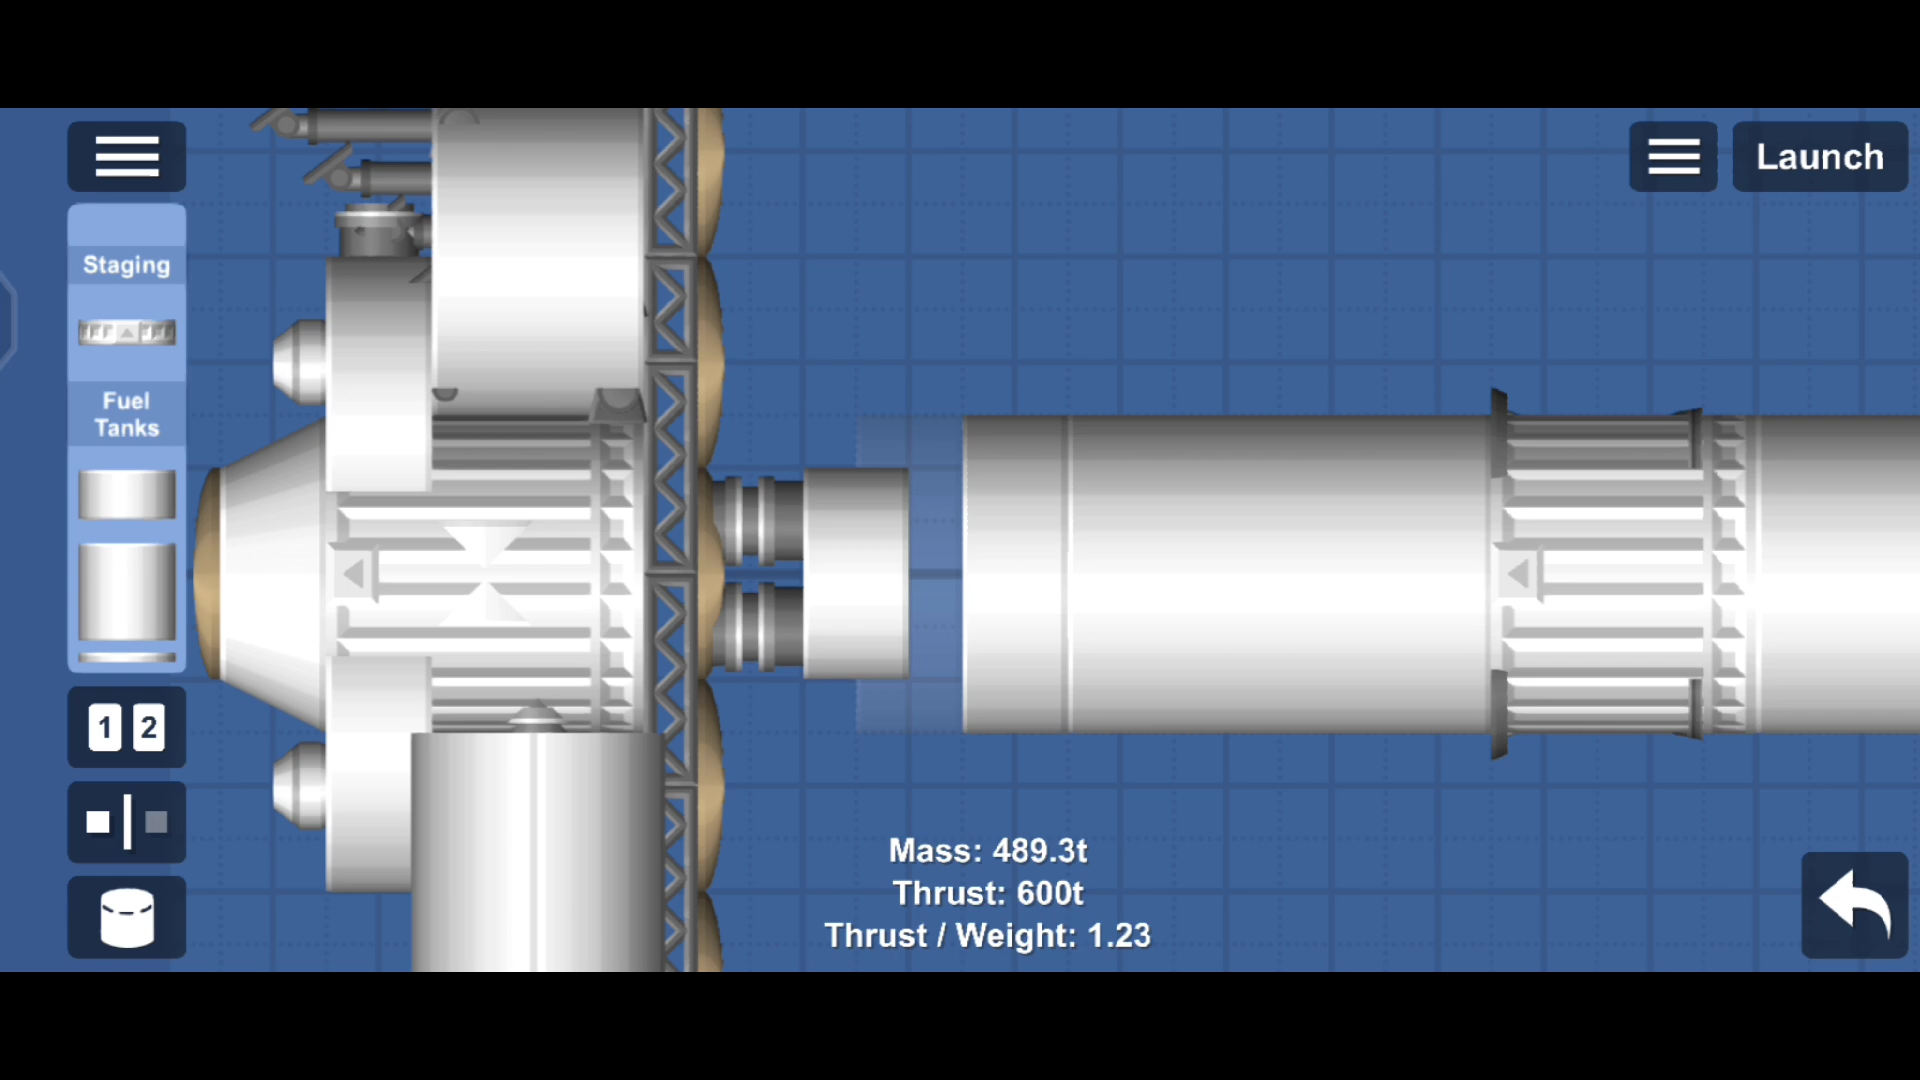 Launch
Staging
Fuel
Tanks
1 2
Mass: 489.3t
Thrust: 600t
Thrust / Weight: 1.23